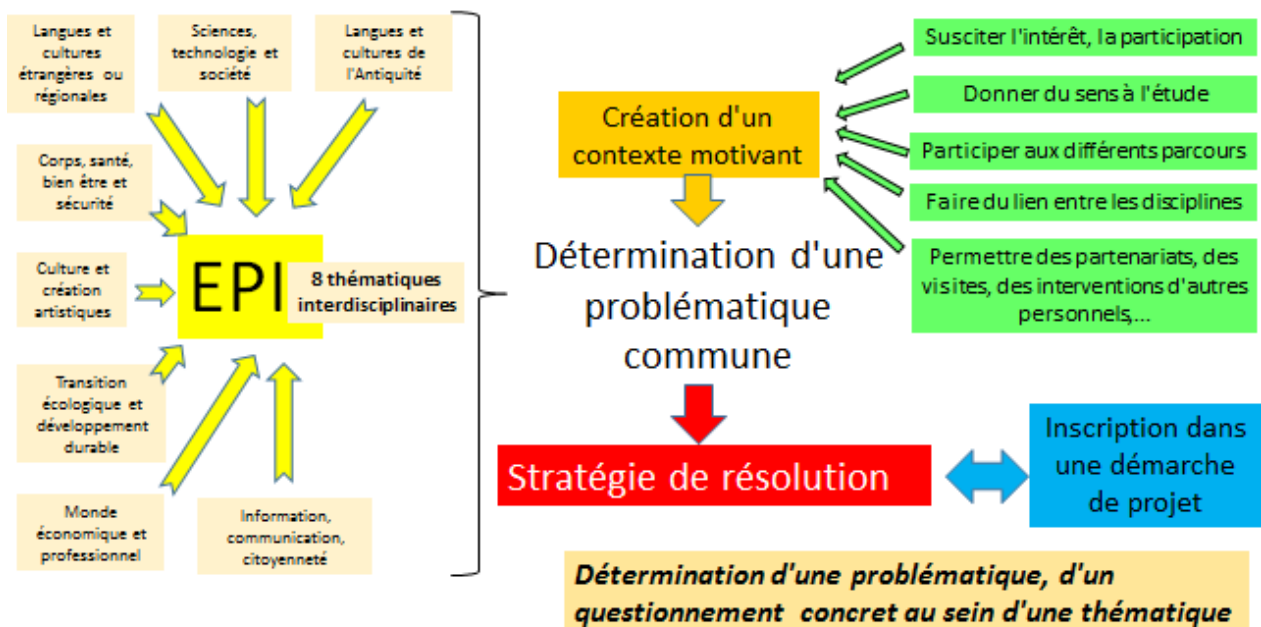 Langues et
cultures
étrangères ou
régionales
Sciences,
technologie et
société
Langues et
cultures de
l'Antiquité
Corps, santé,
bien être et
sécurité
Culture et
création
artistiques
Transition
écologique et
développement
durable
Monde
économique et
professionnel
Information,
communication,
citoyenneté
EPI
8 thématiques
interdisciplinaires
Création d'un
contexte motivant
Susciter l'intérêt, la participation
Donner du sens à l'étude
Participer aux différents parcours
Faire du lien entre les disciplines
Permettre des partenariats, des
visites, des interventions d'autres
personnels,...
Détermination d'une
problématique
commune
Stratégie de résolution
Inscription dans
une démarche
de projet
Détermination d'une problématique, d'un
questionnement concret au sein d'une thématique